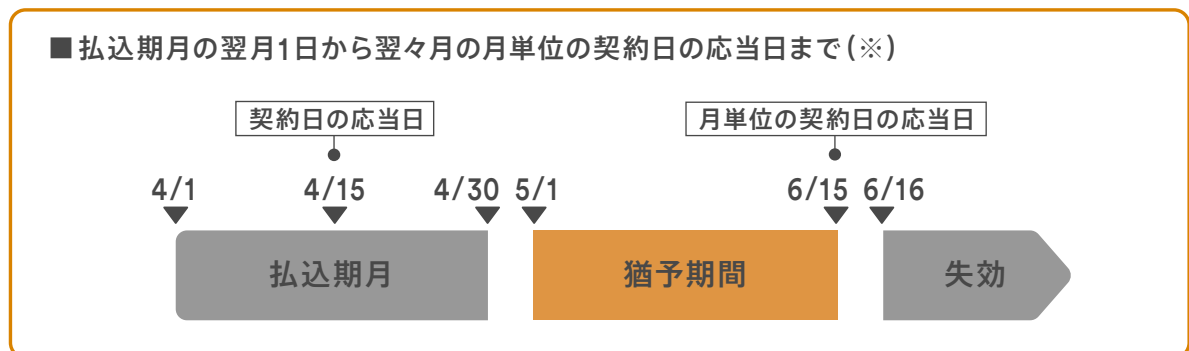 ■払込期月の翌月1日から翌々月の月単位の契約日の応当日まで(※)
契約日の応当日
月単位の契約日の応当日
4/1
4/15
4/30
5/1
6/15
6/16
払込期月
猶予期間
失効